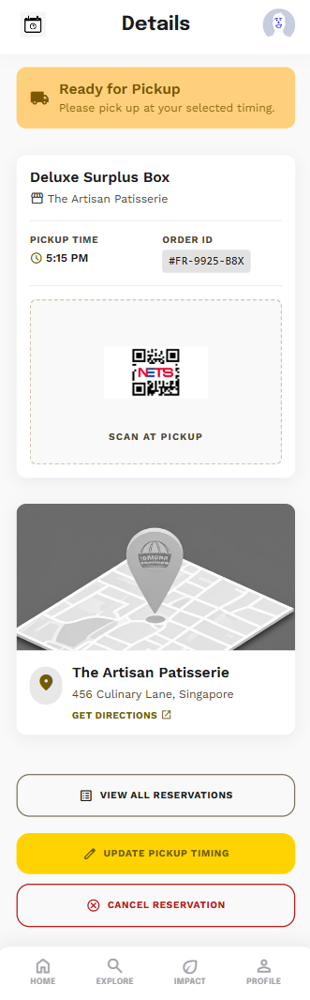 Details
Ready for Pickup
Please pick up at your selected timing.
Deluxe Surplus Box
The Artisan Patisserie
PICKUP TIME
ORDER ID
5:15 PM
#FR-9925-B8X
NETS
SCAN AT PICKUP
The Artisan Patisserie
456 Culinary Lane, Singapore
GET DIRECTIONS
VIEW ALL RESERVATIONS
UPDATE PICKUP TIMING
CANCEL RESERVATION
HOME
EXPLORE
IMPACT
PROFILE